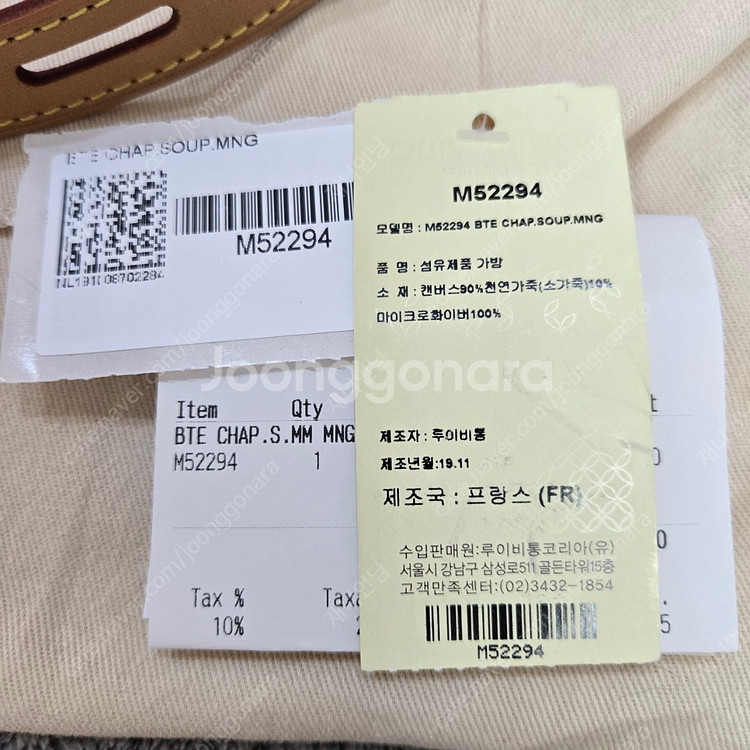 BTE CHAP.SOUP.MNG
M52294
NL191008702284
M52294
모델명 : M52294 BTE CHAP.SOUP.MNG
품 명 : 섬유제품 가방
소 재 : 캔버스90%천연가죽(소가죽)10%
마이크로화이버100%
제조자 : 루이비통
제조년월:19.11
제조국 : 프랑스 (FR)
수입판매원:루이비통코리아(유)
서울시 강남구 삼성로511 골든타워15층
고객만족센터:(02)3432-1854
M52294
Item Qty
BTE CHAP.S.MM MNG
M52294 1
Tax %
10%
Joonggonara